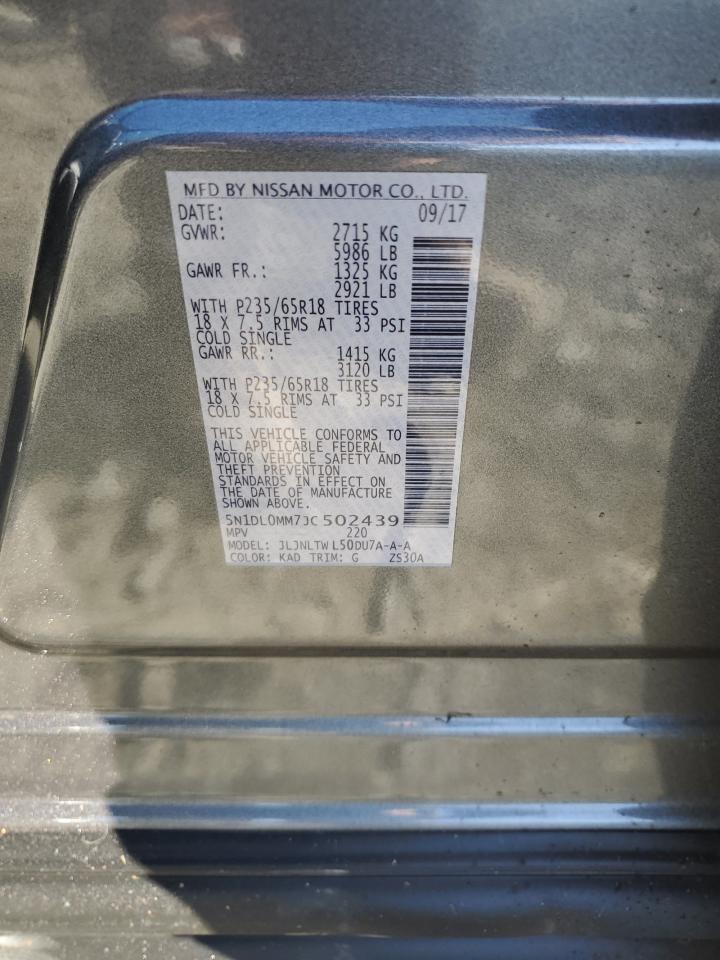 MFD BY NISSAN MOTOR CO., LTD.
DATE: 09/17
GVWR: 2715 KG
5986 LB
GAWR FR.: 1325 KG
2921 LB
WITH P235/65R18 TIRES
18 X 7.5 RIMS AT 33 PSI
COLD SINGLE
GAWR RR.: 1415 KG
3120 LB
WITH P235/65R18 TIRES
18 X 7.5 RIMS AT 33 PSI
COLD SINGLE
THIS VEHICLE CONFORMS TO
ALL APPLICABLE FEDERAL
MOTOR VEHICLE SAFETY AND
THEFT PREVENTION
STANDARDS IN EFFECT ON
THE DATE OF MANUFACTURE
SHOWN ABOVE.
5N1DL0MM7JC502439
MPV 220
MODEL: JLJNLTWL50DU7A-A-A
COLOR: KAD TRIM: G ZS30A